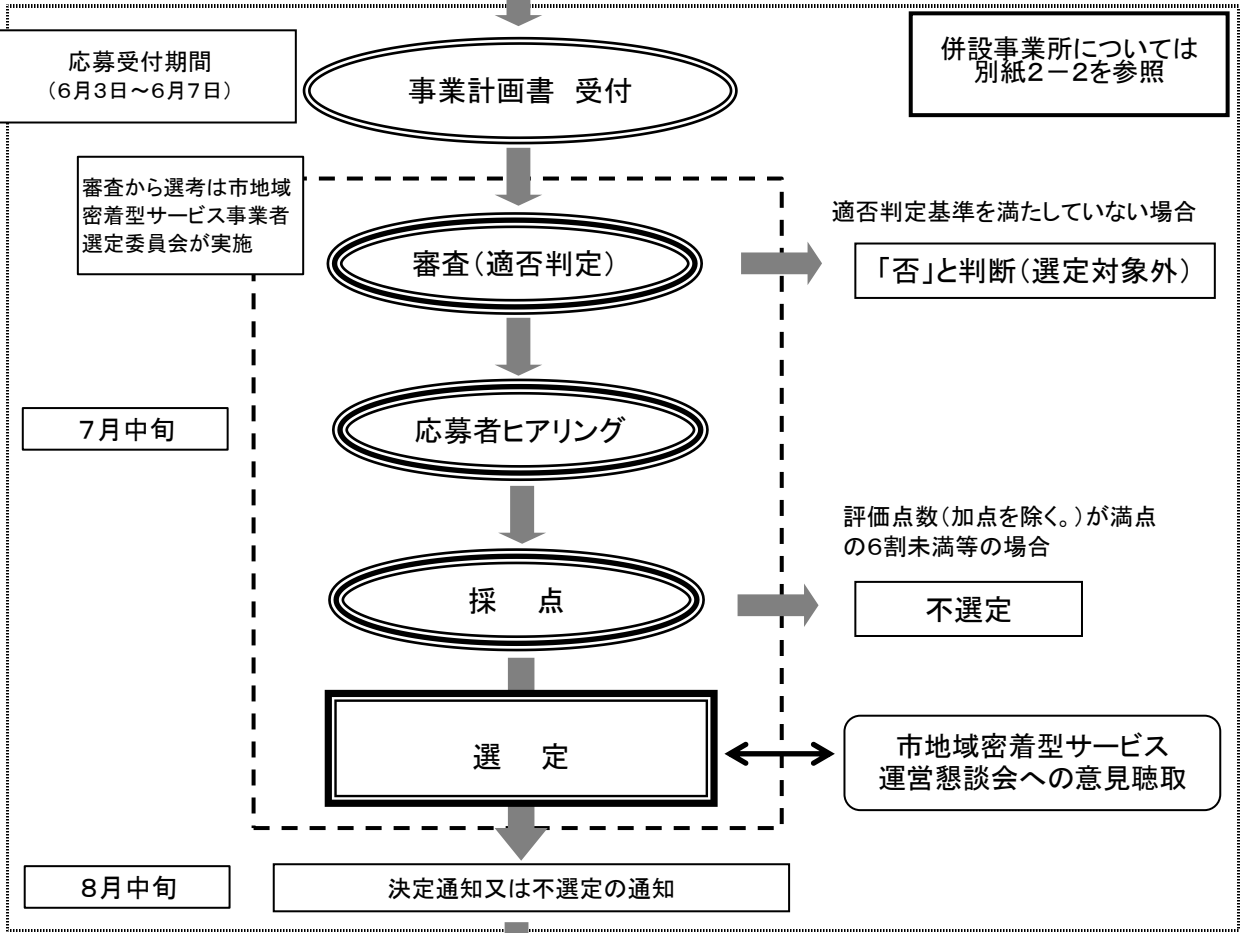 応募受付期間
（6月3日～6月7日）
事業計画書 受付
併設事業所については
別紙2－2を参照
審査から選考は市地域
密着型サービス事業者
選定委員会が実施
審査（適否判定）
適否判定基準を満たしていない場合
「否」と判断（選定対象外）
7月中旬
応募者ヒアリング
評価点数（加点を除く。）が満点
の6割未満等の場合
採　点
不選定
選　定
市地域密着型サービス
運営懇談会への意見聴取
8月中旬
決定通知又は不選定の通知